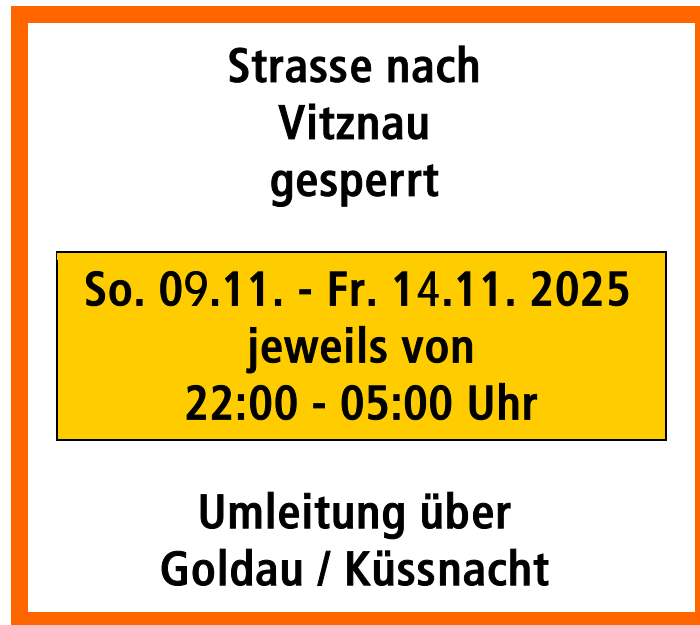 Strasse nach
Vitznau
gesperrt
So. 09.11. - Fr. 14.11. 2025
jeweils von
22:00 - 05:00 Uhr
Umleitung über
Goldau / Küssnacht